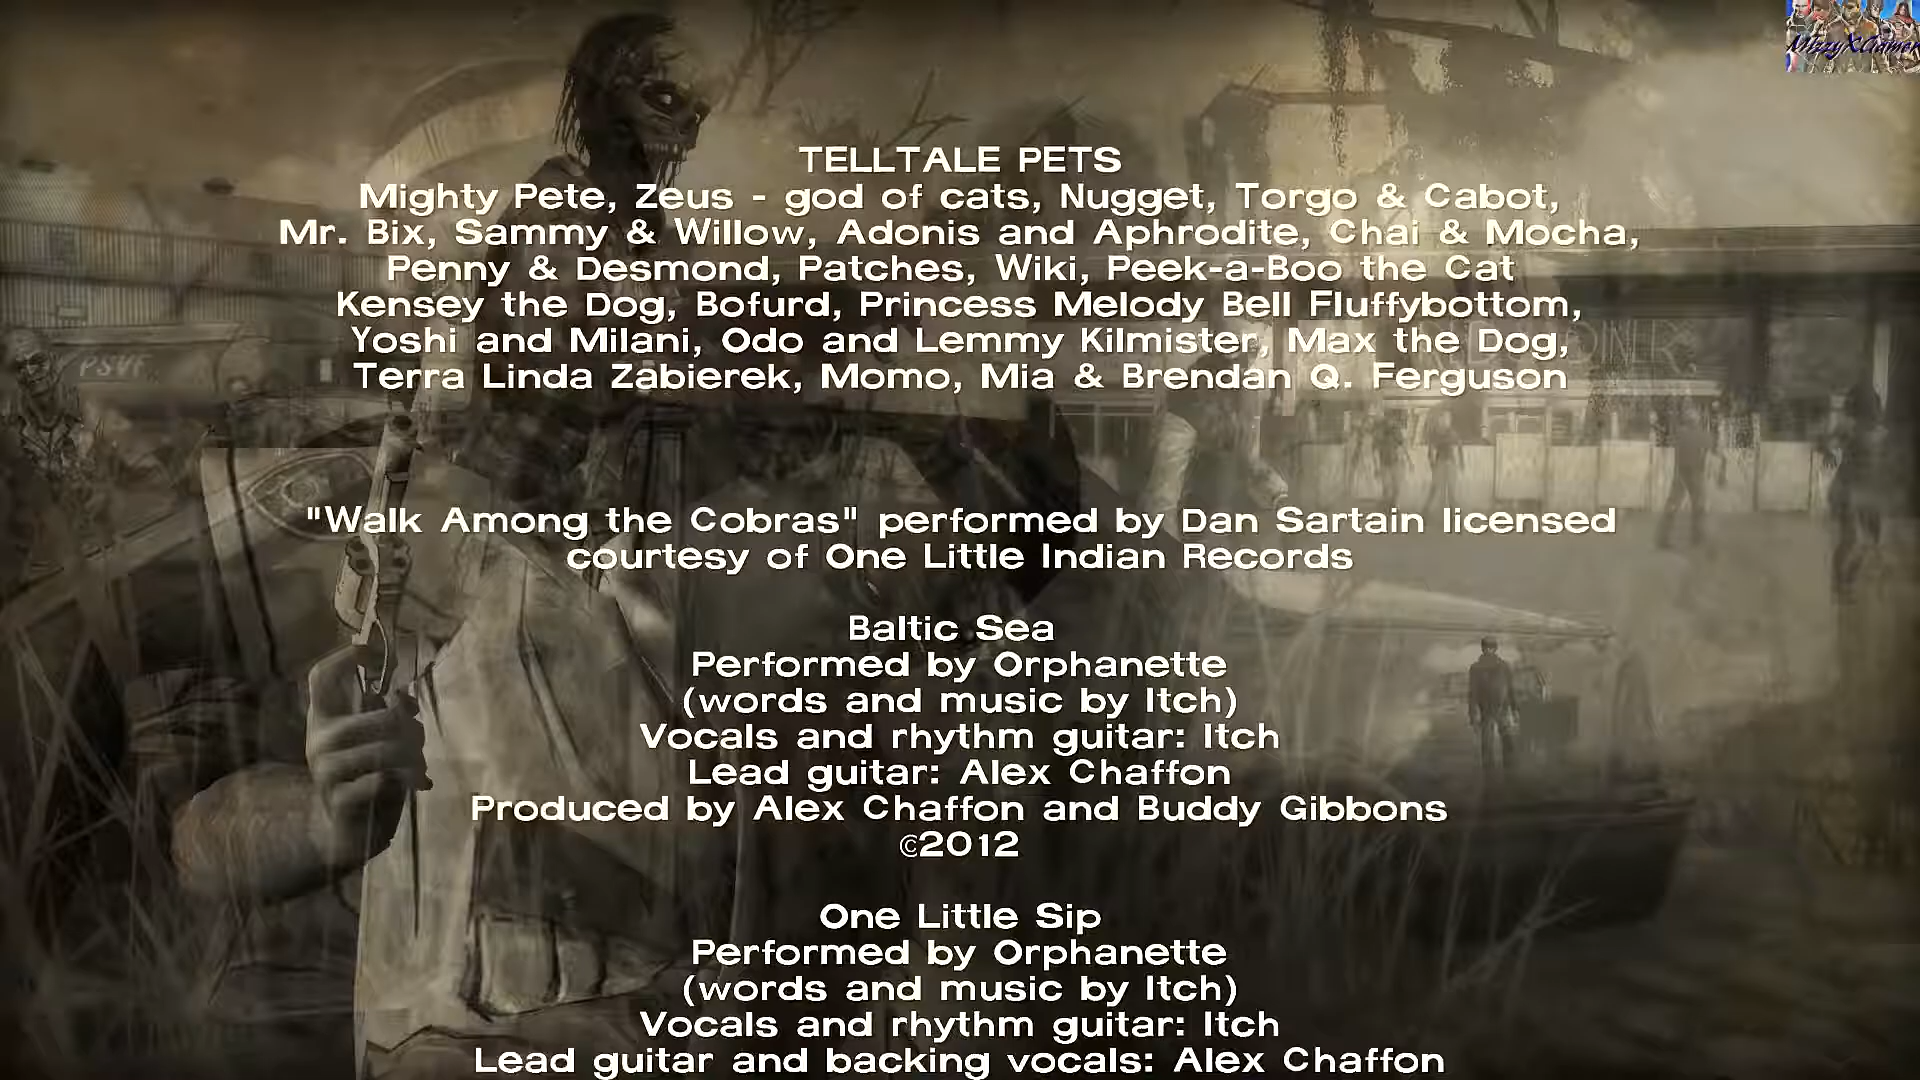 MizzyXGamer
TELLTALE PETS
Mighty Pete, Zeus - god of cats, Nugget, Torgo & Cabot,
Mr. Bix, Sammy & Willow, Adonis and Aphrodite, Chai & Mocha,
Penny & Desmond, Patches, Wiki, Peek-a-Boo the Cat
Kensey the Dog, Bofurd, Princess Melody Bell Fluffybottom,
Yoshi and Milani, Odo and Lemmy Kilmister, Max the Dog,
Terra Linda Zabierek, Momo, Mia & Brendan Q. Ferguson
"Walk Among the Cobras" performed by Dan Sartain licensed
courtesy of One Little Indian Records
Baltic Sea
Performed by Orphanette
(words and music by Itch)
Vocals and rhythm guitar: Itch
Lead guitar: Alex Chaffon
Produced by Alex Chaffon and Buddy Gibbons
©2012
One Little Sip
Performed by Orphanette
(words and music by Itch)
Vocals and rhythm guitar: Itch
Lead guitar and backing vocals: Alex Chaffon